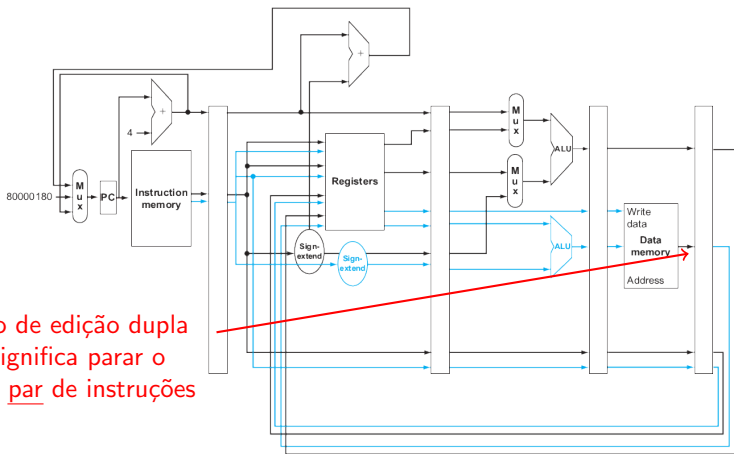 +
+
4
M
u
x
M
u
x
ALU
80000180
M
u
x
PC
Instruction
memory
Registers
M
u
x
Write
data
Data
memory
Address
Sign-
extend
Sign-
extend
ALU
o de edição dupla
ignifica parar o
par de instruções